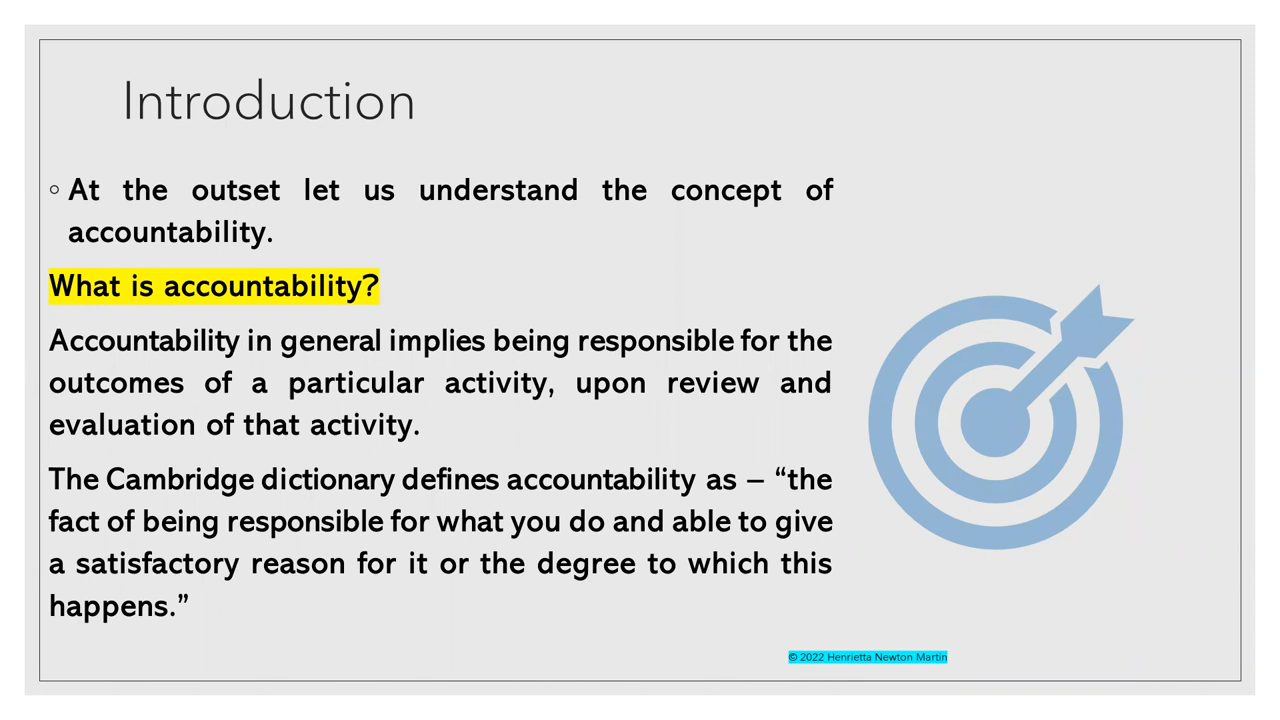 Introduction
◦ At the outset let us understand the concept of
accountability.
What is accountability?
Accountability in general implies being responsible for the
outcomes of a particular activity, upon review and
evaluation of that activity.
The Cambridge dictionary defines accountability as – “the
fact of being responsible for what you do and able to give
a satisfactory reason for it or the degree to which this
happens.”
© 2022 Henrietta Newton Martin